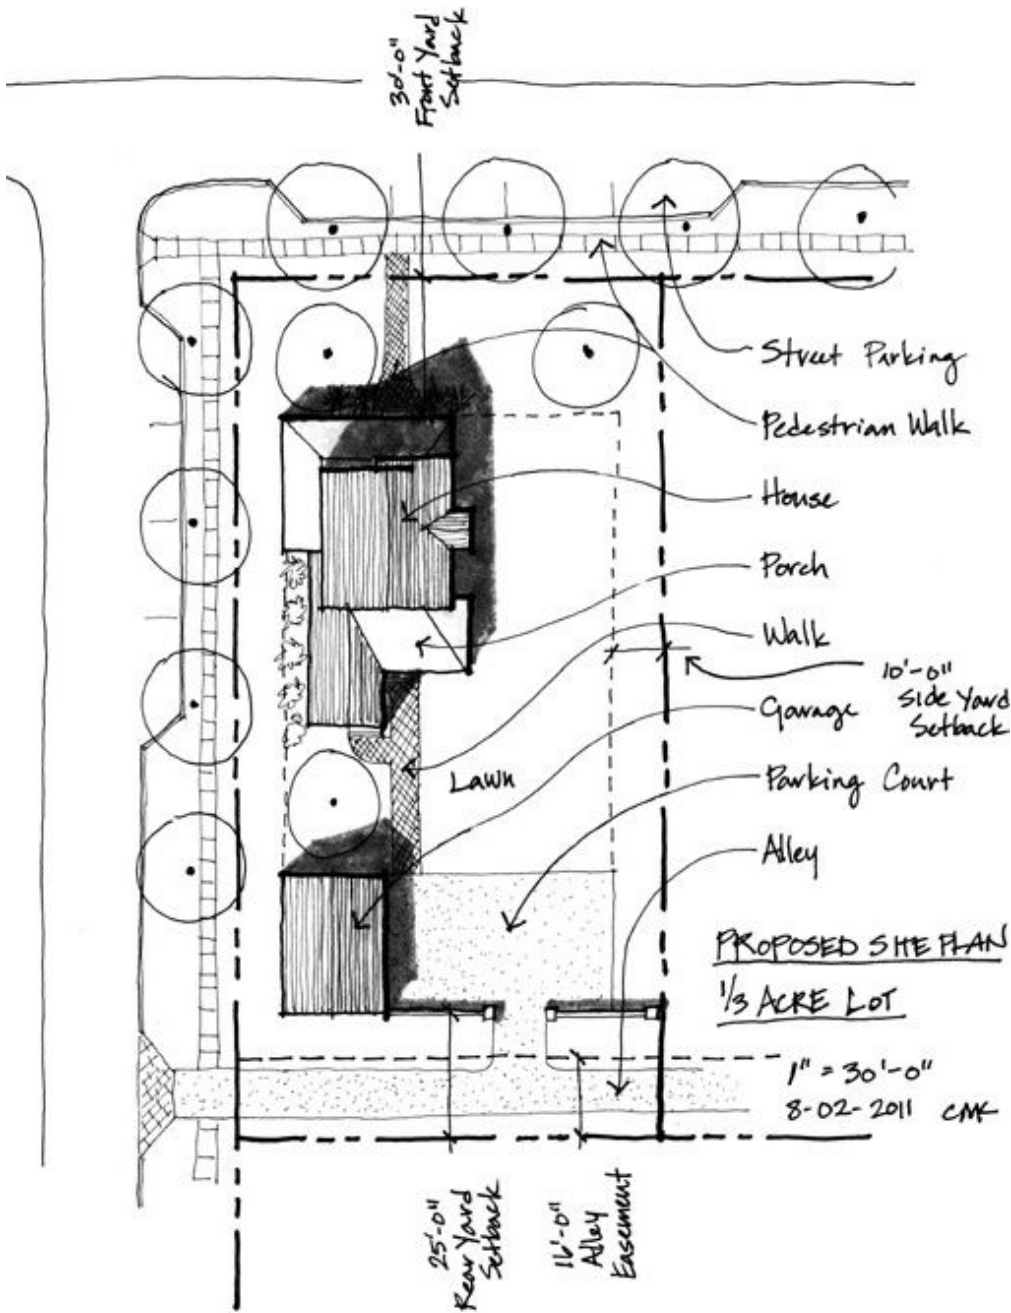 30'-0"
Front Yard
Setback
Street Parking
Pedestrian Walk
House
Porch
Walk
10'-0"
Side Yard
Setback
Garage
Lawn
Parking Court
Alley
PROPOSED SITE PLAN
1/3 ACRE LOT
1" = 30'-0"
8-02-2011 CMK
25'-0"
Rear Yard
Setback
16'-0"
Alley
Easement